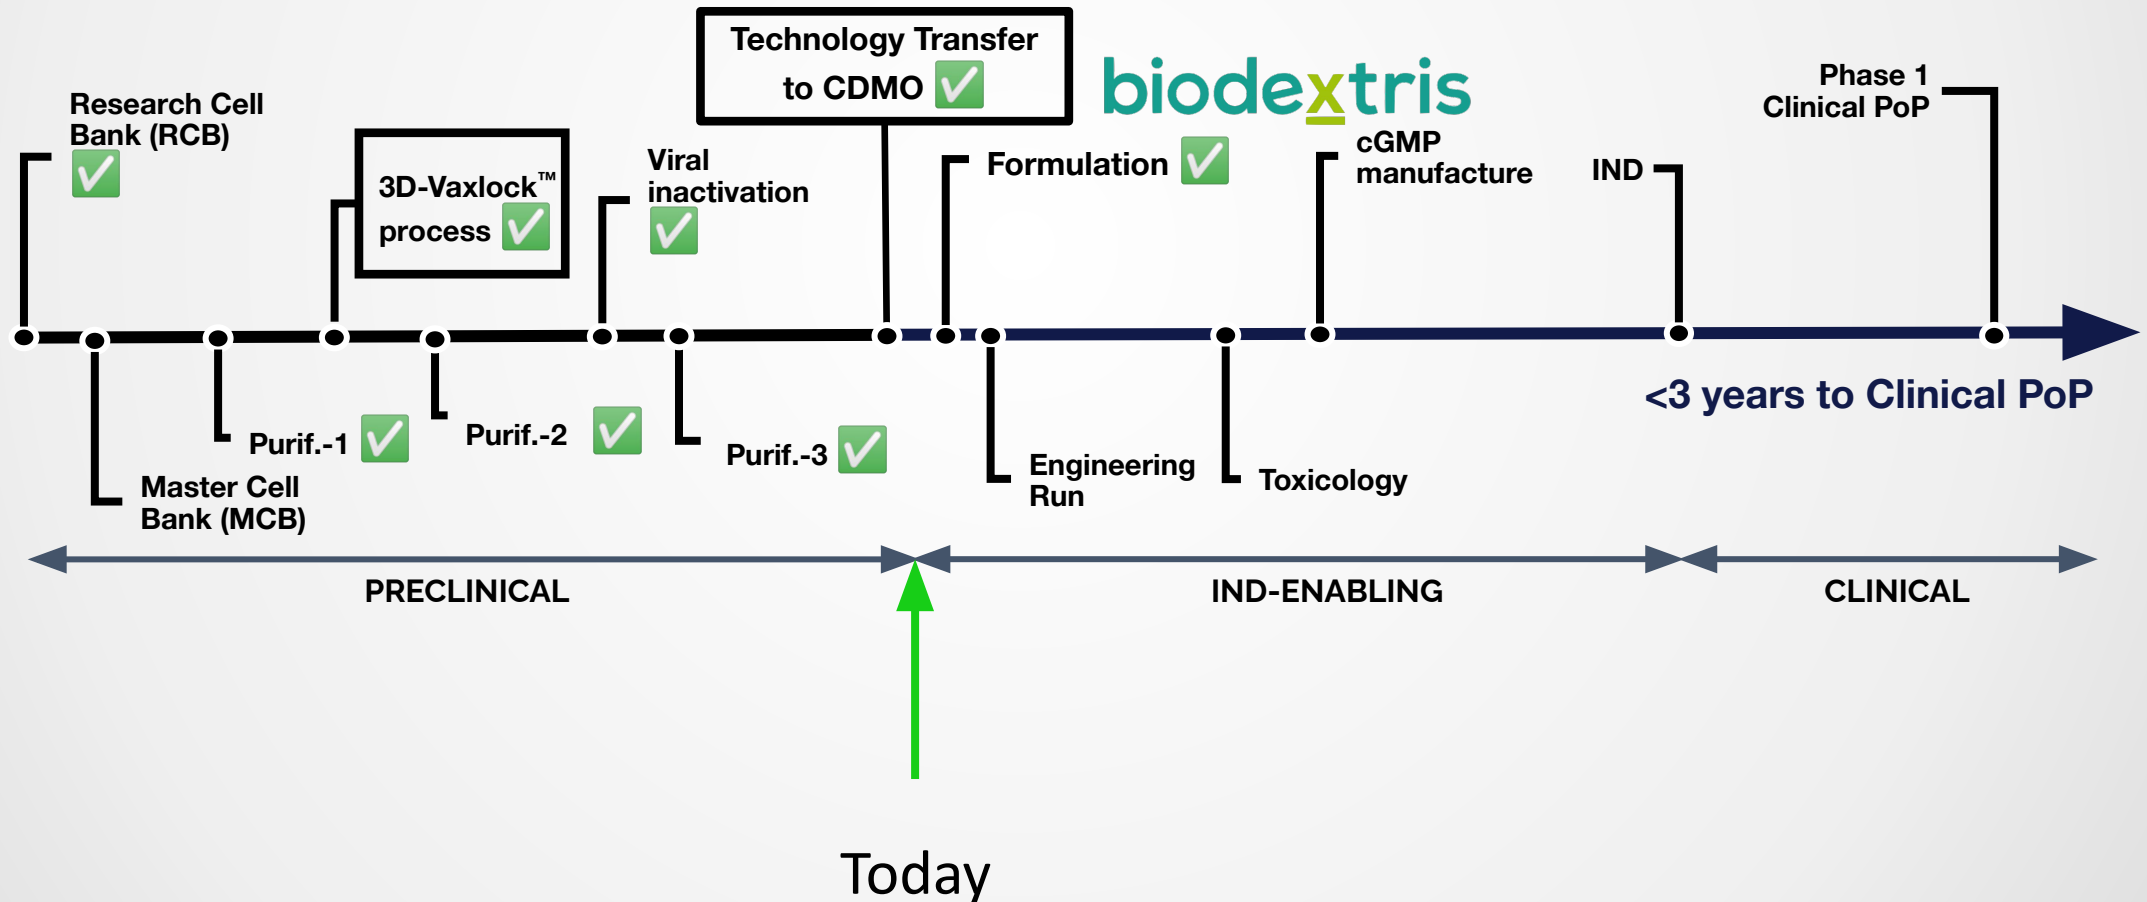 Technology Transfer
to CDMO ✅
biodextris
Research Cell
Bank (RCB)
✅
3D-Vaxlock™
process ✅
Viral
inactivation
✅
Formulation ✅
cGMP
manufacture
IND
Phase 1
Clinical PoP
<3 years to Clinical PoP
Purif.-1 ✅
Purif.-2 ✅
Purif.-3 ✅
Master Cell
Bank (MCB)
Engineering
Run
Toxicology
PRECLINICAL
IND-ENABLING
CLINICAL
Today